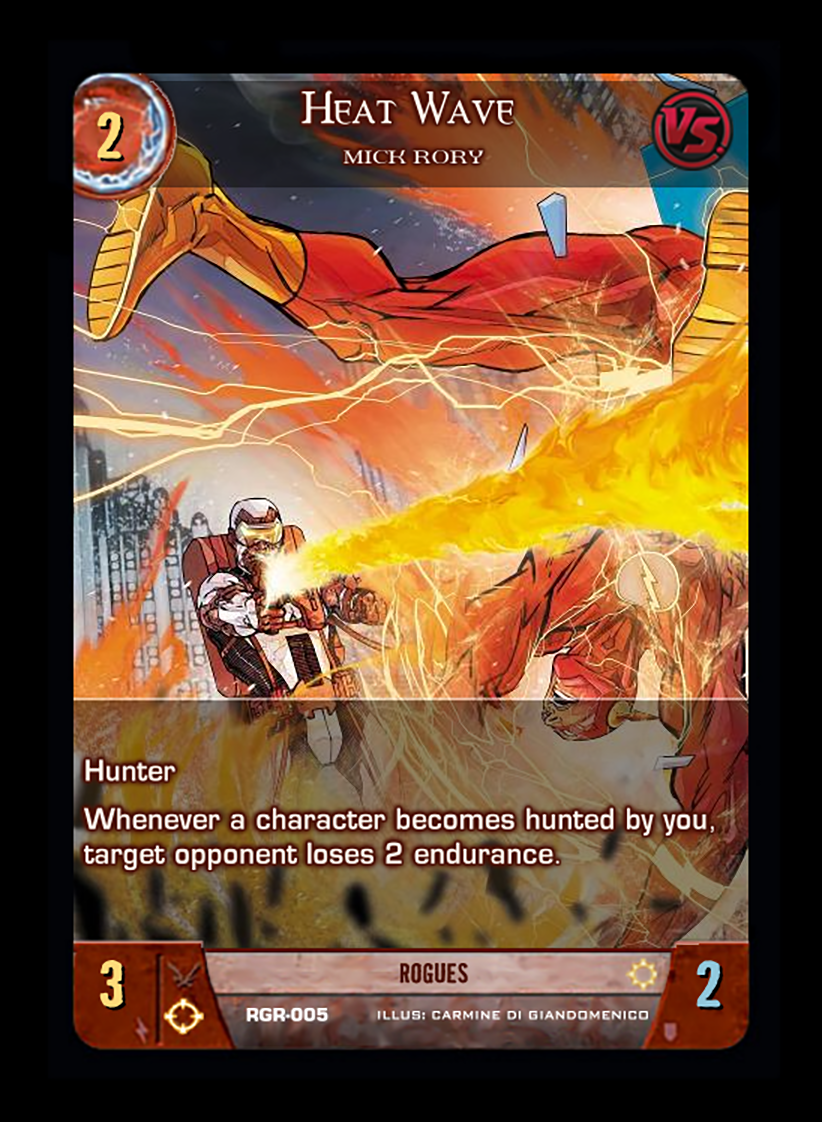 2
HEAT WAVE
MICK RORY
VS.
Hunter
Whenever a character becomes hunted by you,
target opponent loses 2 endurance.
3
ROGUES
2
RGR-005
ILLUS: CARMINE DI GIANDOMENICO